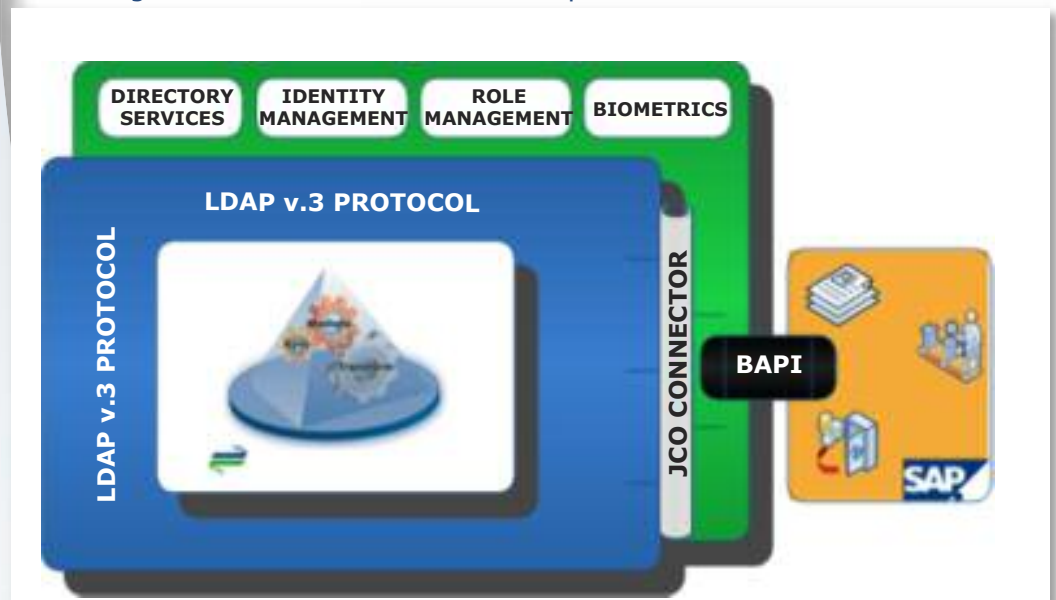 DIRECTORY
SERVICES
IDENTITY
MANAGEMENT
ROLE
MANAGEMENT
BIOMETRICS
LDAP v.3 PROTOCOL
LDAP v.3 PROTOCOL
JCO CONNECTOR
BAPI
SAP